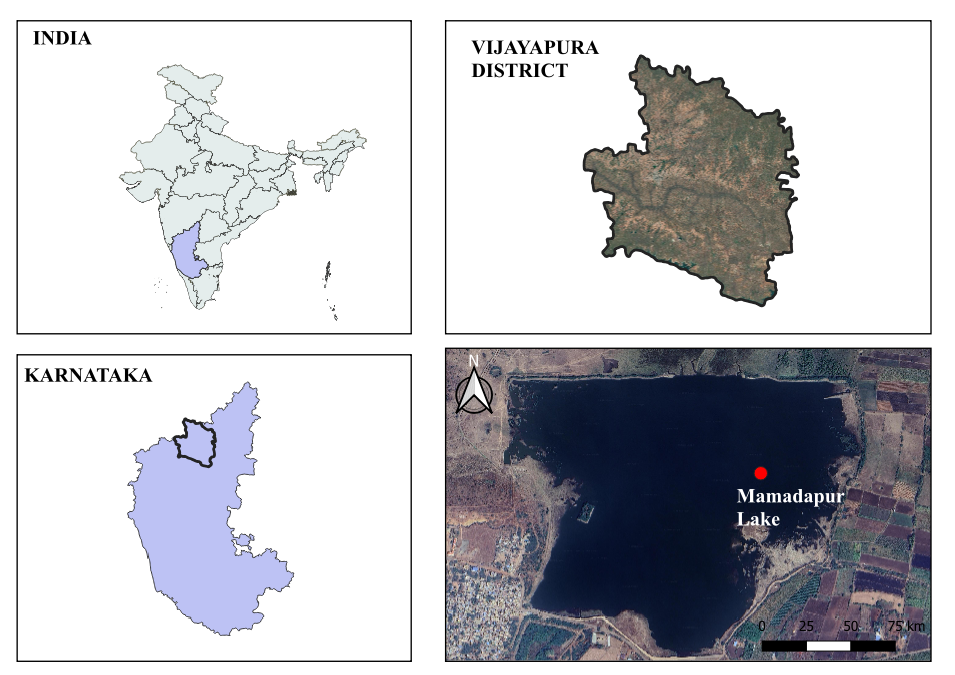 INDIA
VIJAYAPURA
DISTRICT
KARNATAKA
N
Mamadapur
Lake
0 25 50 75 km